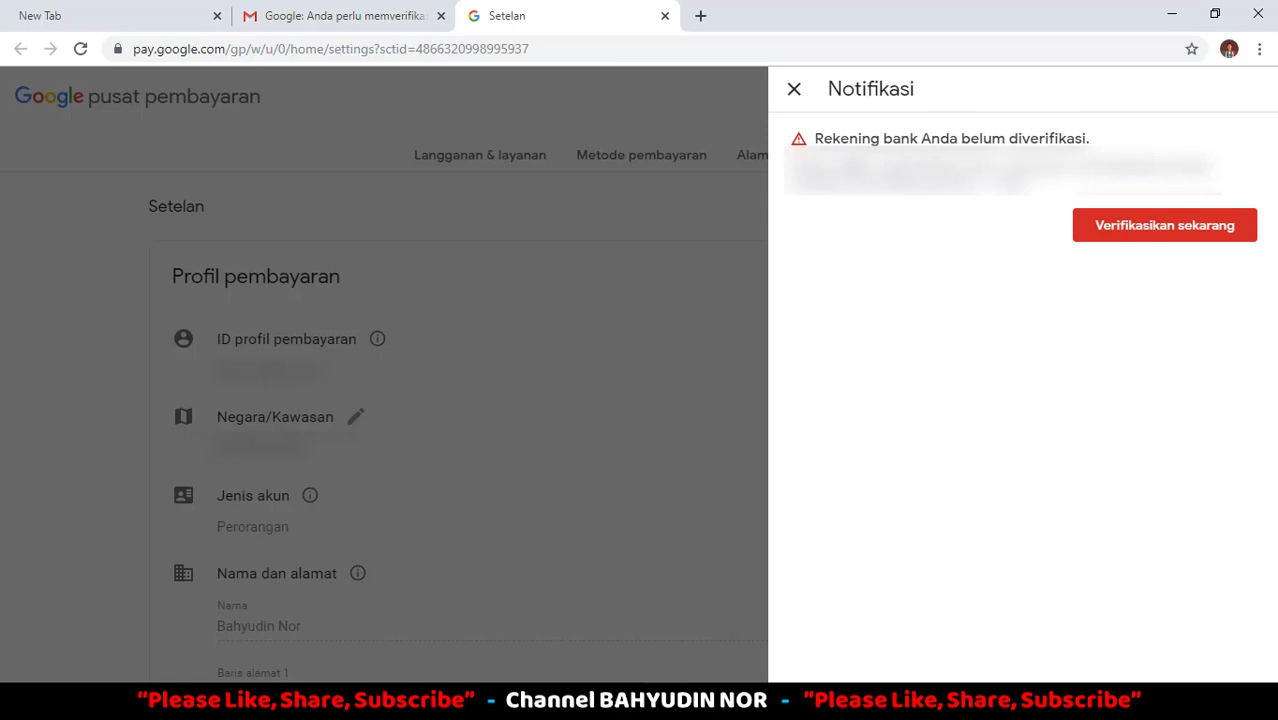 New Tab
Google: Anda perlu memverifika
Setelan
pay.google.com/gp/w/u/0/home/settings?sctid=4866320998995937
Google pusat pembayaran
Notifikasi
Rekening bank Anda belum diverifikasi.
Verifikasikan sekarang
Langganan & layanan
Metode pembayaran
Alam
Setelan
Profil pembayaran
ID profil pembayaran
Negara/Kawasan
Jenis akun
Perorangan
Nama dan alamat
Nama
Bahyudin Nor
Baris alamat 1
"Please Like, Share, Subscribe" - Channel BAHYUDIN NOR - "Please Like, Share, Subscribe"